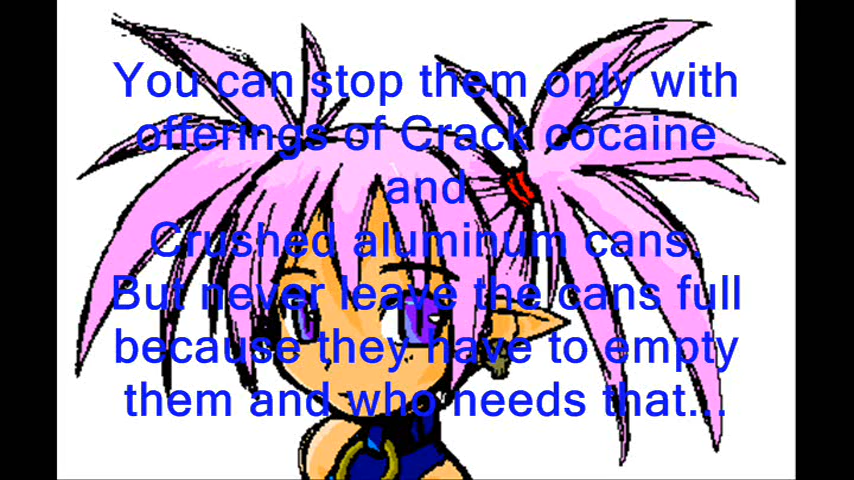 You can stop them only with
offerings of Crack cocaine
and
Crushed aluminum cans.
But never leave the cans full
because they have to empty
them and who needs that...